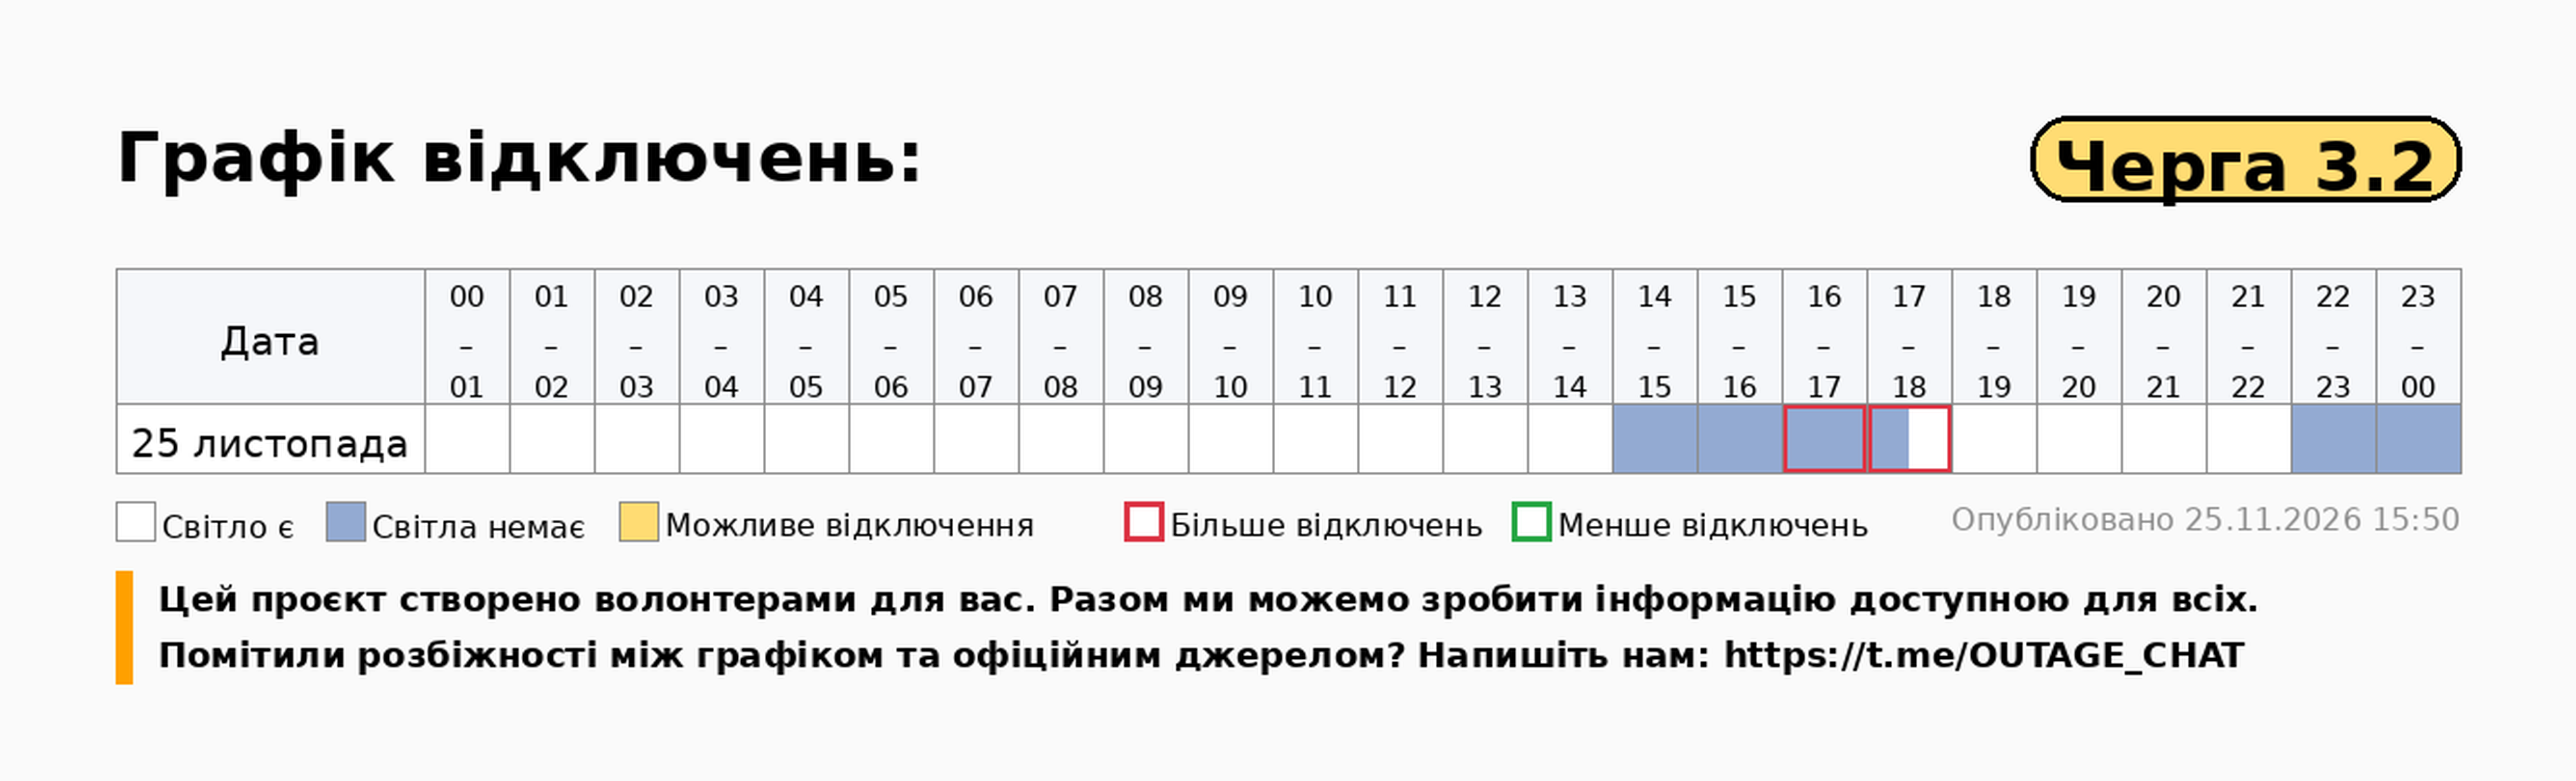 Графік відключень:
Черга 3.2
Дата
00 – 01
01 – 02
02 – 03
03 – 04
04 – 05
05 – 06
06 – 07
07 – 08
08 – 09
09 – 10
10 – 11
11 – 12
12 – 13
13 – 14
14 – 15
15 – 16
16 – 17
17 – 18
18 – 19
19 – 20
20 – 21
21 – 22
22 – 23
23 – 00
25 листопада
Світло є
Світла немає
Можливе відключення
Більше відключень
Менше відключень
Опубліковано 25.11.2026 15:50
Цей проєкт створено волонтерами для вас. Разом ми можемо зробити інформацію доступною для всіх.
Помітили розбіжності між графіком та офіційним джерелом? Напишіть нам: https://t.me/OUTAGE_CHAT